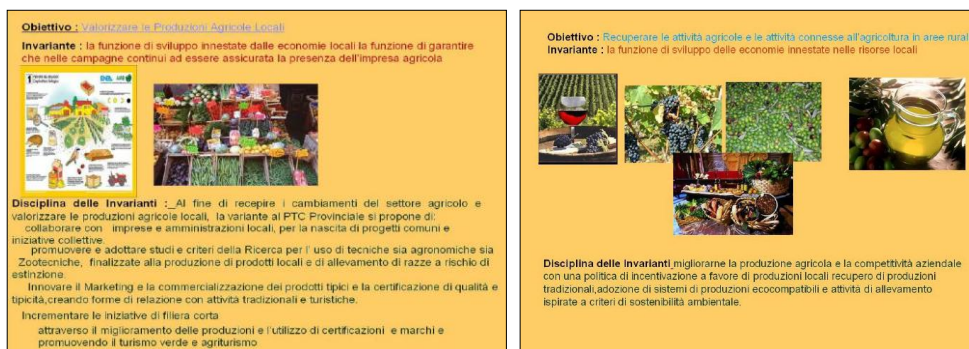 Obiettivo : Valorizzare le Produzioni Agricole Locali
Invariante : la funzione di sviluppo innestate dalle economie locali la funzione di garantire
che nelle campagne continui ad essere assicurata la presenza dell'impresa agricola
Disciplina delle Invarianti :_Al fine di recepire i cambiamenti del settore agricolo e
valorizzare le produzioni agricole locali, la variante al PTC Provinciale si propone di:
collaborare con imprese e amministrazioni locali, per la nascita di progetti comuni e
iniziative collettive.
promuovere e adottare studi e criteri della Ricerca per l' uso di tecniche sia agronomiche sia
Zootecniche, finalizzate alla produzione di prodotti locali e di allevamento di razze a rischio di
estinzione.
Innovare il Marketing e la commercializzazione dei prodotti tipici e la certificazione di qualità e
tipicità,creando forme di relazione con attività tradizionali e turistiche.
Incrementare le iniziative di filiera corta
attraverso il miglioramento delle produzioni e l'utilizzo di certificazioni e marchi e
promuovendo il turismo verde e agriturismo
Obiettivo : Recuperare le attività agricole e le attività connesse all'agricoltura in aree rural
Invariante : la funzione di sviluppo delle economie innestate nelle risorse locali
Disciplina delle Invarianti migliorarne la produzione agricola e la competitività aziendale
con una politica di incentivazione a favore di produzioni locali recupero di produzioni
tradizionali,adozione di sistemi di produzioni ecocompatibili e attività di allevamento
ispirate a criteri di sostenibilità ambientale.